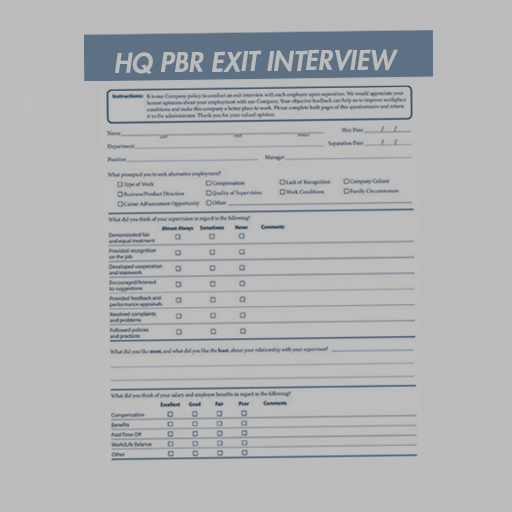 HQ PBR EXIT INTERVIEW
Instructions: It is our Company policy to conduct an exit interview with each employee upon separation. We would appreciate your
honest opinions about your employment with our Company. Your objective feedback can help us to improve workplace
conditions and make this company a better place to work. Please complete both pages of this questionnaire and return
it to the administrator. Thank you for your valued opinion.
Name Hire Date / /
Department Separation Date / /
Position Manager
What prompted you to seek alternative employment?
Type of Work Compensation Lack of Recognition Company Culture
Business/Product Direction Quality of Supervision Work Conditions Family Circumstances
Career Advancement Opportunity Other
What did you think of your supervisor in regard to the following?
Almost Always Sometimes Never Comments
Demonstrated fair
and equal treatment
Provided recognition
on the job
Developed cooperation
and teamwork
Encouraged/listened
to suggestions
Provided feedback and
performance appraisals
Resolved complaints
and problems
Followed policies
and practices
What did you like most, and what did you like the least, about your relationship with your supervisor?
What did you think of your salary and employee benefits in regard to the following?
Excellent Good Fair Poor Comments
Compensation
Benefits
Paid Time Off
Work/Life Balance
Other